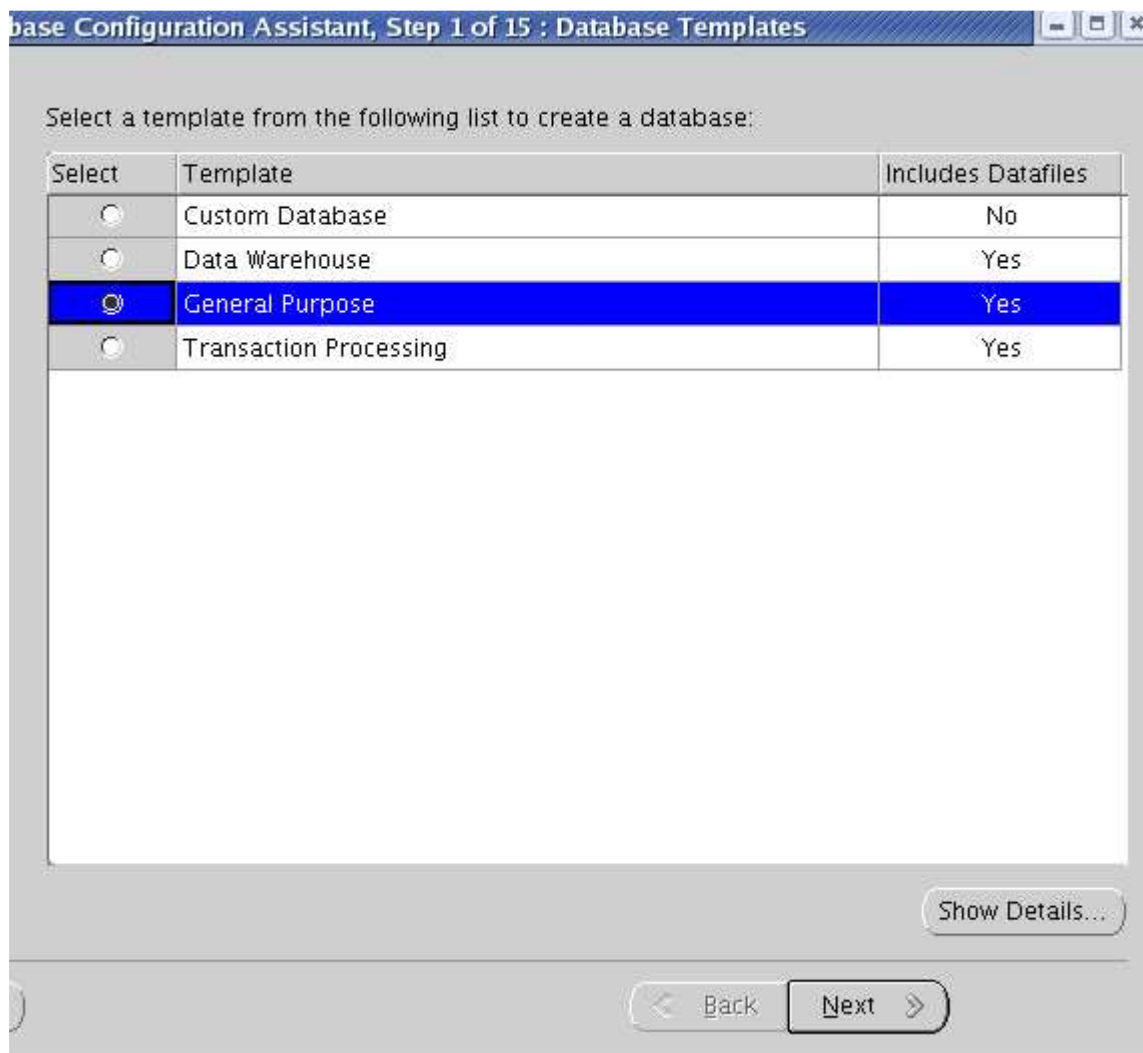 base Configuration Assistant, Step 1 of 15 : Database Templates
Select a template from the following list to create a database:
Select Template Includes Datafiles
Custom Database No
Data Warehouse Yes
General Purpose Yes
Transaction Processing Yes
Show Details...
Back Next